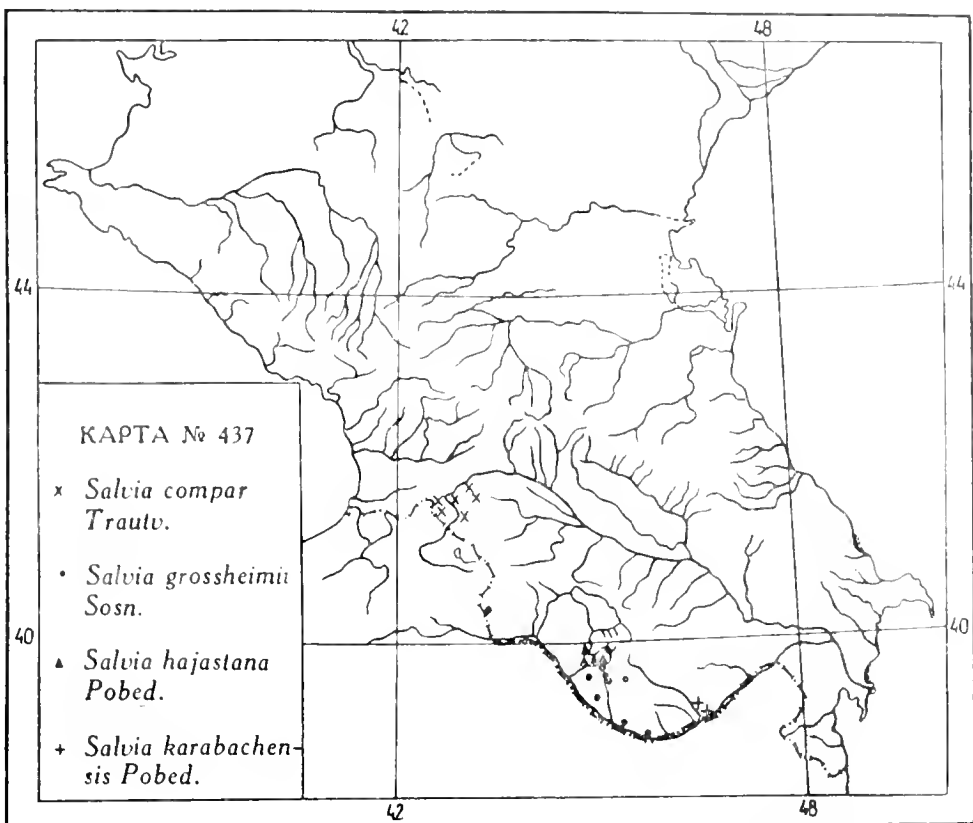 42 48
44 44
КАРТА № 437
x Salvia compar
Trautv.
• Salvia grossheimii
Sosn.
40 40
▲ Salvia hajastana
Pobed.
+ Salvia karabachen-
sis Pobed.
42 48